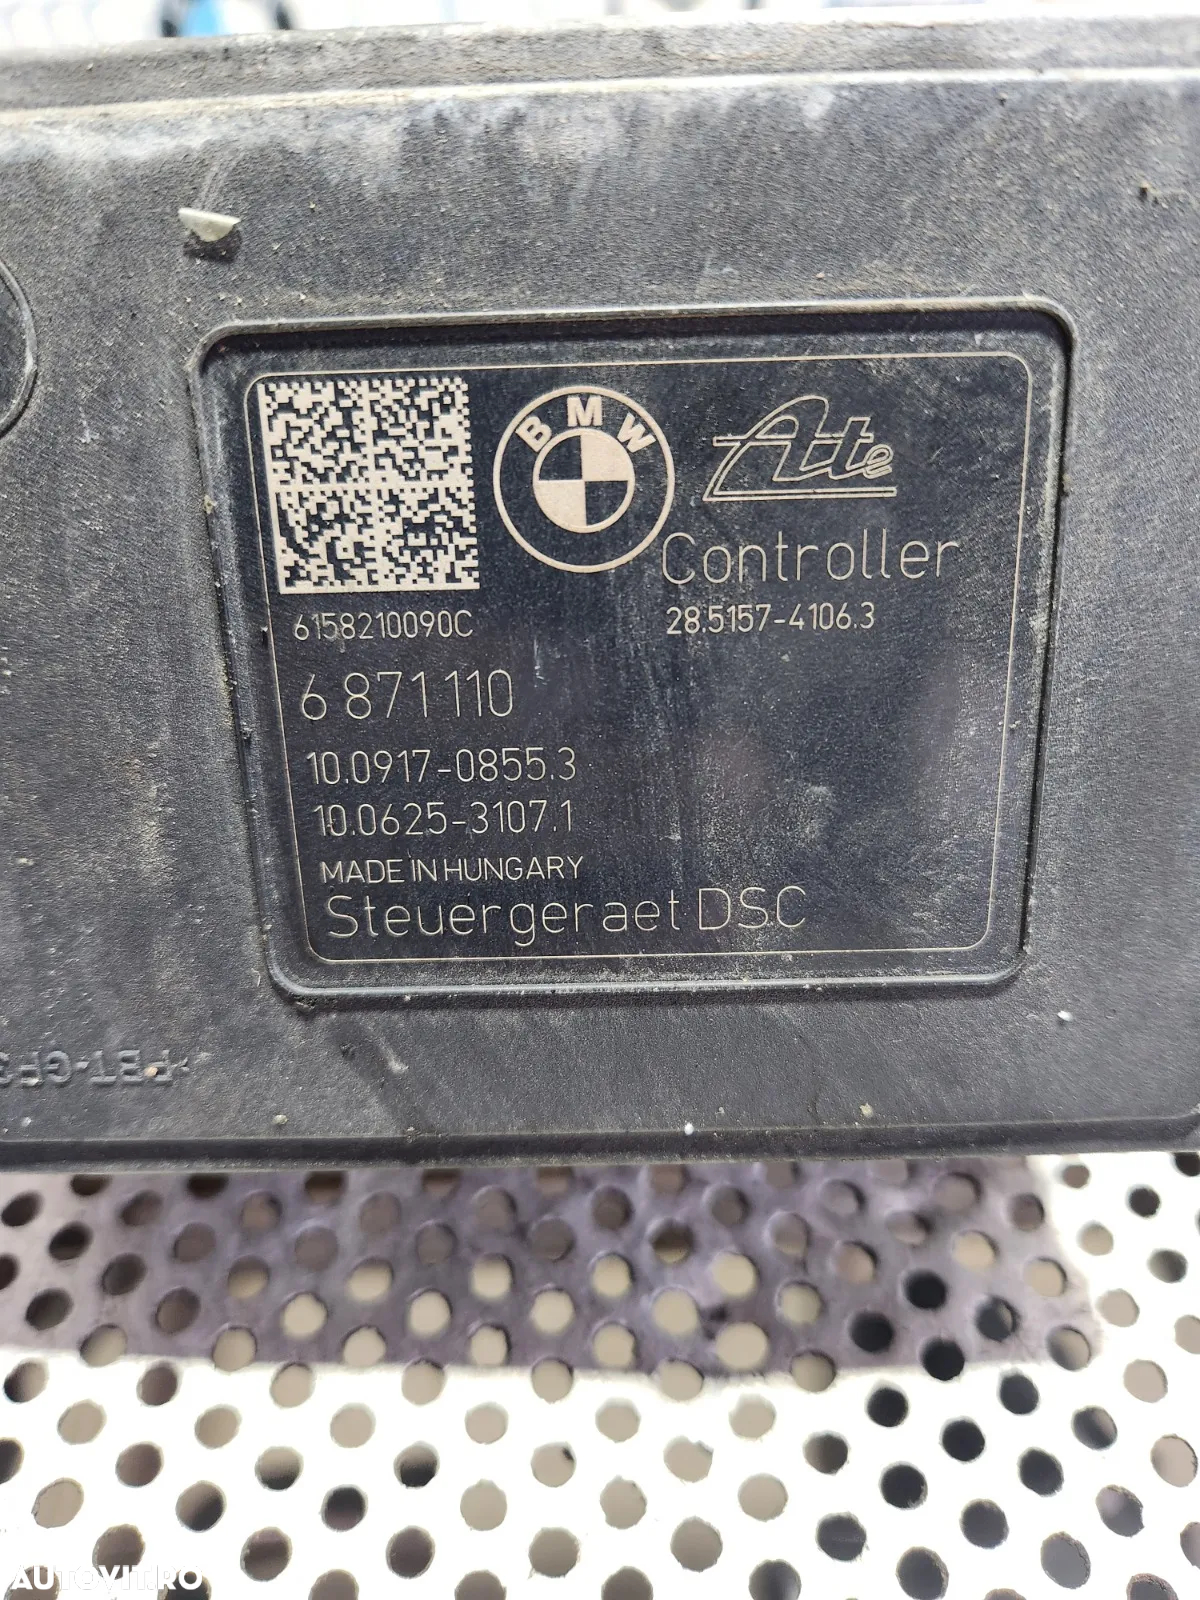 BMW
Ate
Controller
6158210090C
28.5157-4106.3
6 871 110
10.0917-0855.3
10.0625-3107.1
MADE IN HUNGARY
Steuergeraet DSC
AUTOVIT.RO